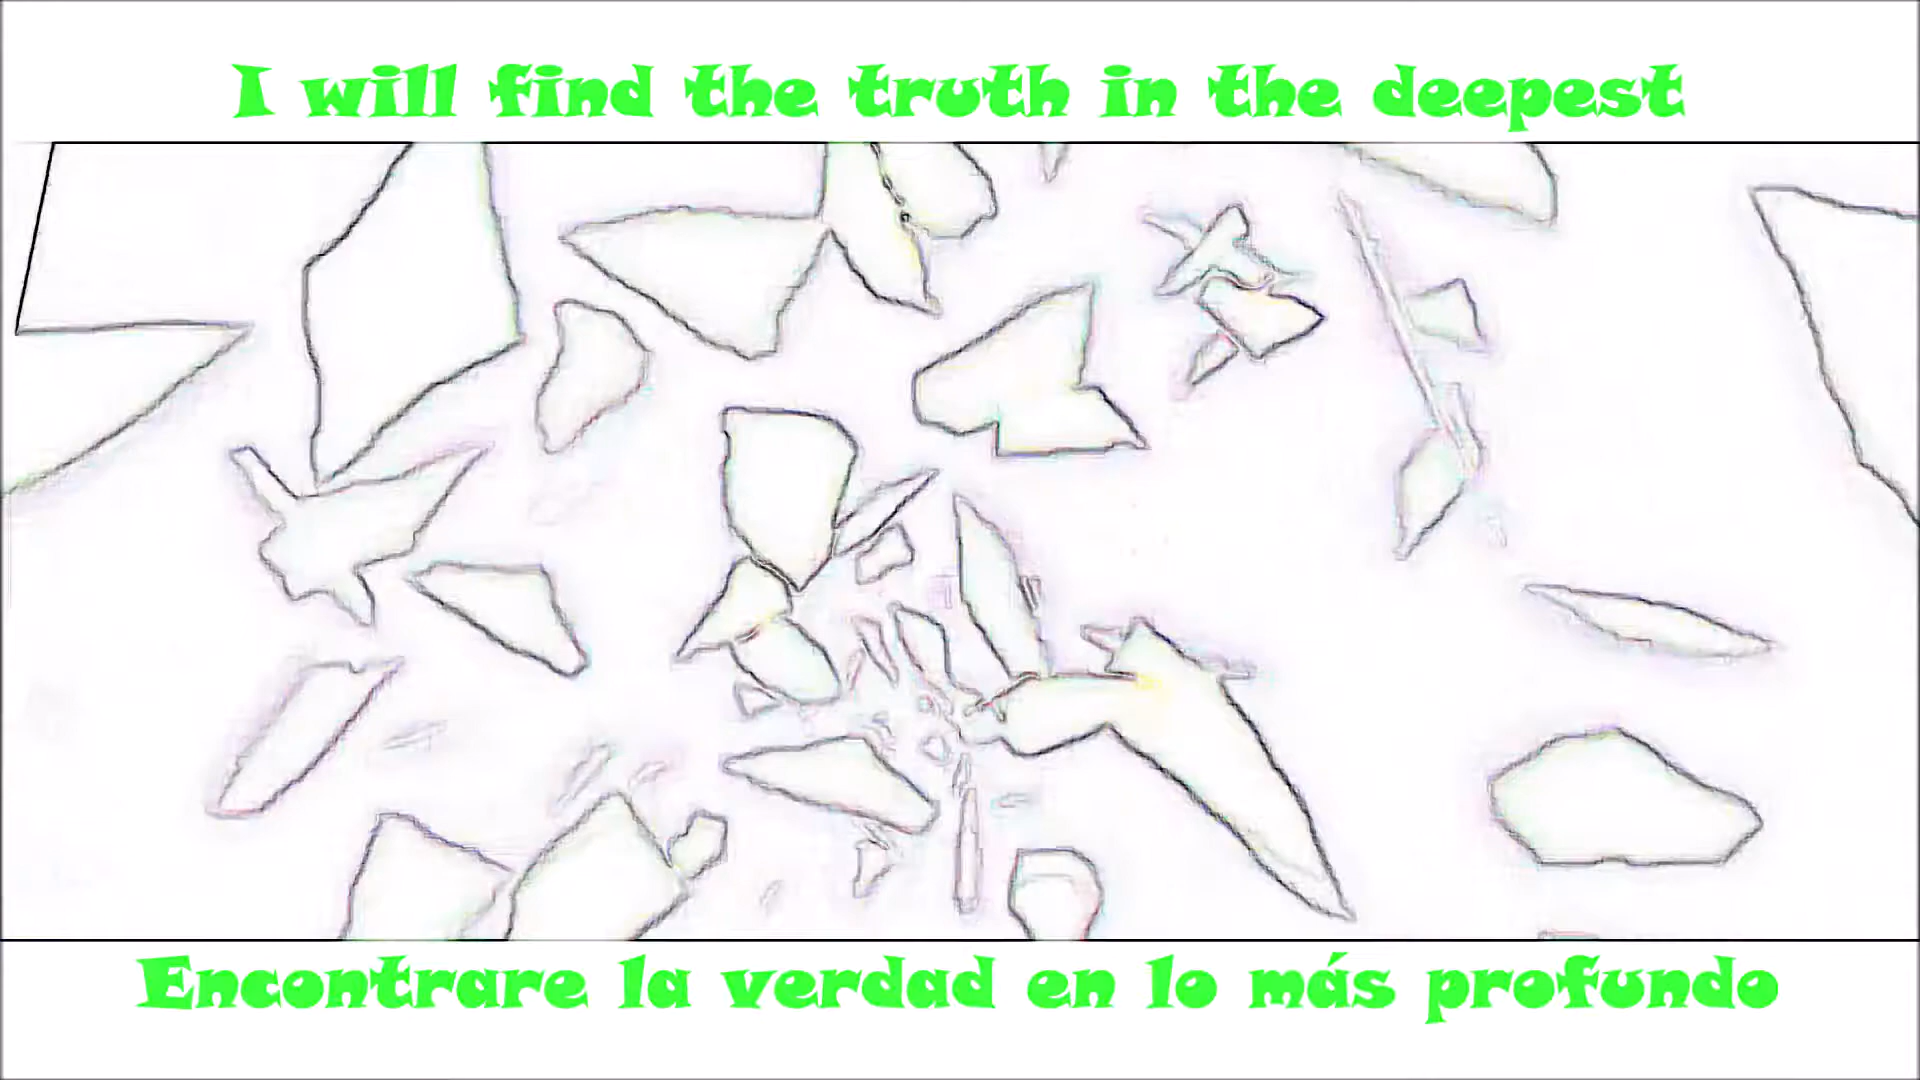 I will find the truth in the deepest
Encontrare la verdad en lo más profundo